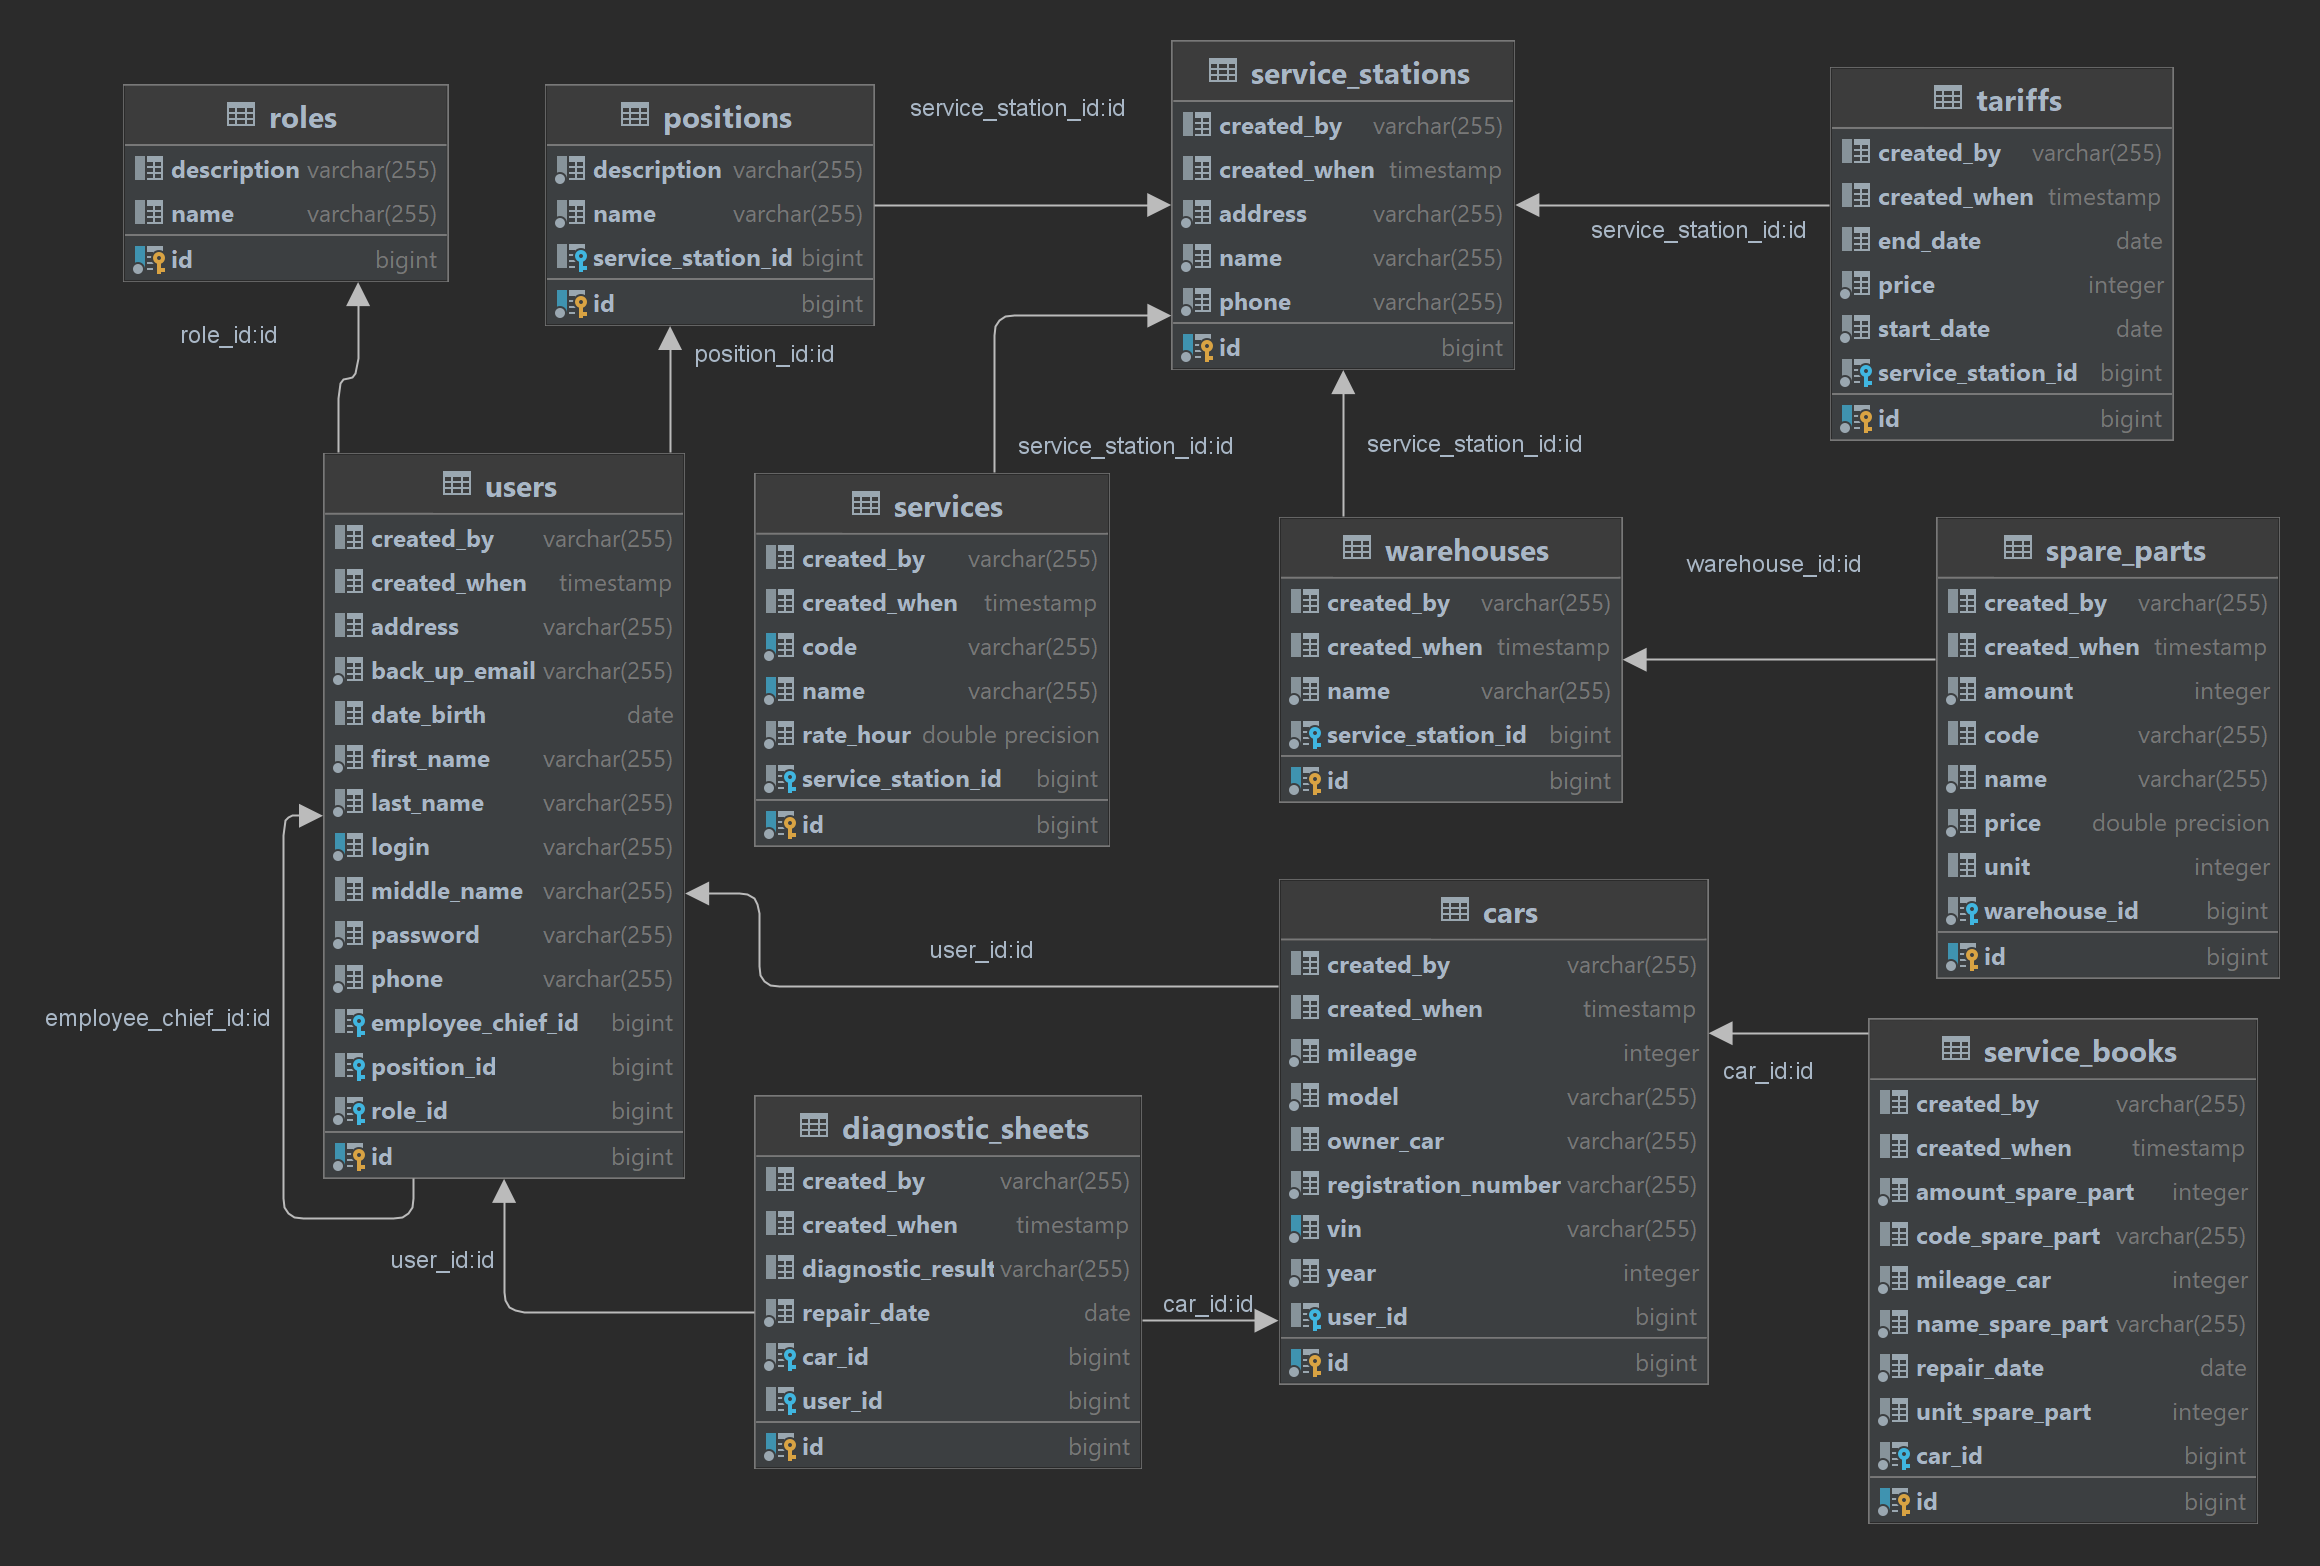 roles
description varchar(255)
name varchar(255)
id bigint
positions
description varchar(255)
name varchar(255)
service_station_id bigint
id bigint
service_station_id:id
service_stations
created_by varchar(255)
created_when timestamp
address varchar(255)
name varchar(255)
phone varchar(255)
id bigint
service_station_id:id
tariffs
created_by varchar(255)
created_when timestamp
end_date date
price integer
start_date date
service_station_id bigint
id bigint
role_id:id
position_id:id
service_station_id:id
service_station_id:id
users
created_by varchar(255)
created_when timestamp
address varchar(255)
back_up_email varchar(255)
date_birth date
first_name varchar(255)
last_name varchar(255)
login varchar(255)
middle_name varchar(255)
password varchar(255)
phone varchar(255)
employee_chief_id bigint
position_id bigint
role_id bigint
id bigint
employee_chief_id:id
services
created_by varchar(255)
created_when timestamp
code varchar(255)
name varchar(255)
rate_hour double precision
service_station_id bigint
id bigint
warehouses
created_by varchar(255)
created_when timestamp
name varchar(255)
service_station_id bigint
id bigint
warehouse_id:id
spare_parts
created_by varchar(255)
created_when timestamp
amount integer
code varchar(255)
name varchar(255)
price double precision
unit integer
warehouse_id bigint
id bigint
user_id:id
cars
created_by varchar(255)
created_when timestamp
mileage integer
model varchar(255)
owner_car varchar(255)
registration_number varchar(255)
vin varchar(255)
year integer
user_id bigint
id bigint
car_id:id
service_books
created_by varchar(255)
created_when timestamp
amount_spare_part integer
code_spare_part varchar(255)
mileage_car integer
name_spare_part varchar(255)
repair_date date
unit_spare_part integer
car_id bigint
id bigint
user_id:id
diagnostic_sheets
created_by varchar(255)
created_when timestamp
diagnostic_result varchar(255)
repair_date date
car_id bigint
user_id bigint
id bigint
car_id:id